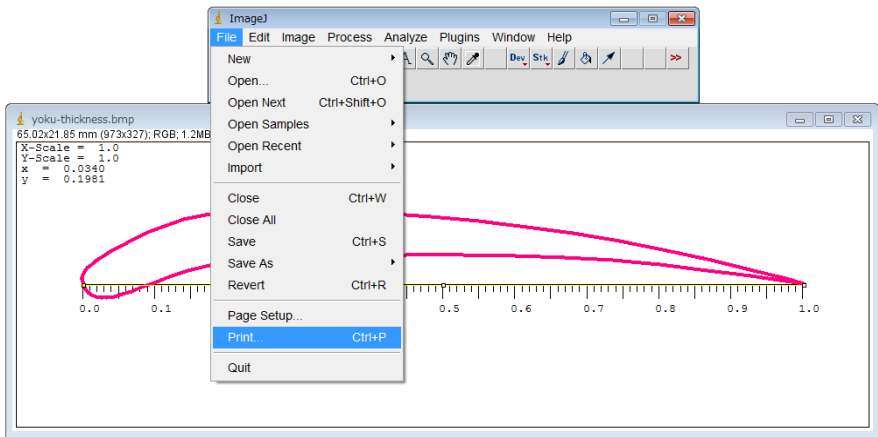 ImageJ
File Edit Image Process Analyze Plugins Window Help
Dev Stk >>
New
Open... Ctrl+O
Open Next Ctrl+Shift+O
Open Samples
Open Recent
Import
Close Ctrl+W
Close All
Save Ctrl+S
Save As
Revert Ctrl+R
Page Setup...
Print... Ctrl+P
Quit
yoku-thickness.bmp
65.02x21.85 mm (973x327); RGB; 1.2MB
X-Scale = 1.0
Y-Scale = 1.0
x = 0.0340
y = 0.1981
0.0 0.1 0.5 0.6 0.7 0.8 0.9 1.0